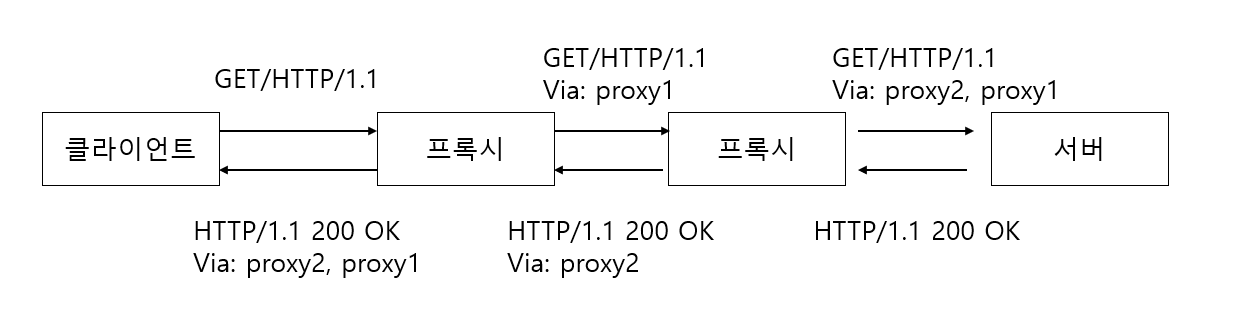 GET/HTTP/1.1
GET/HTTP/1.1
Via: proxy1
GET/HTTP/1.1
Via: proxy2, proxy1
클라이언트
프록시
프록시
서버
HTTP/1.1 200 OK
Via: proxy2, proxy1
HTTP/1.1 200 OK
Via: proxy2
HTTP/1.1 200 OK